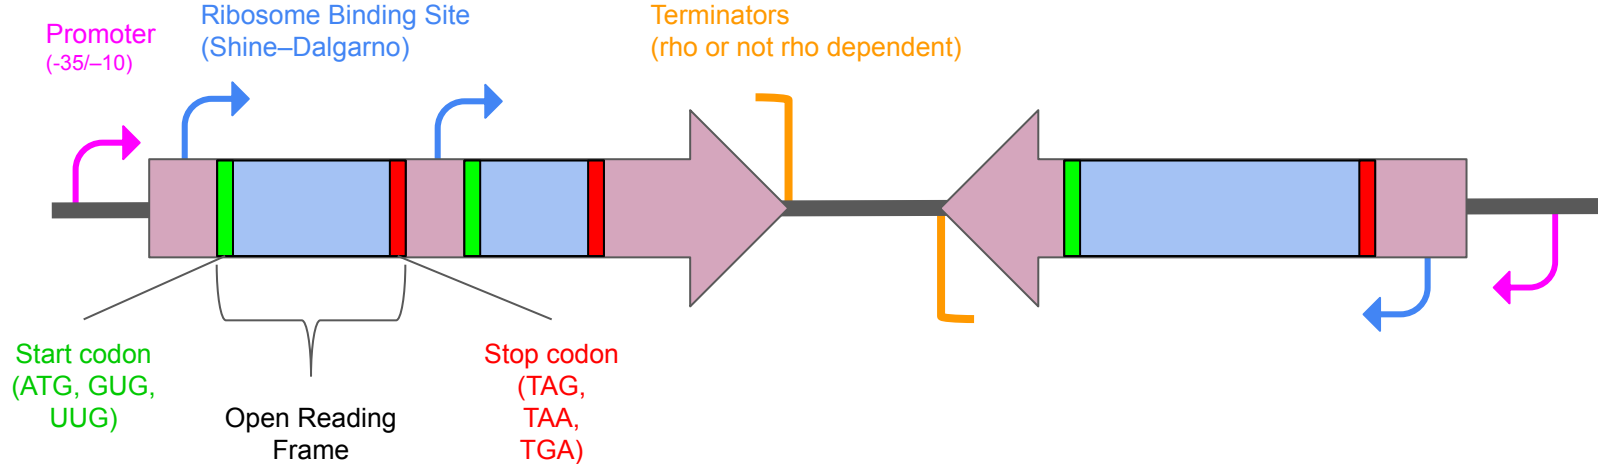 Promoter
(-35/–10)
Ribosome Binding Site
(Shine–Dalgarno)
Terminators
(rho or not rho dependent)
Start codon
(ATG, GUG,
UUG)
Open Reading
Frame
Stop codon
(TAG,
TAA,
TGA)